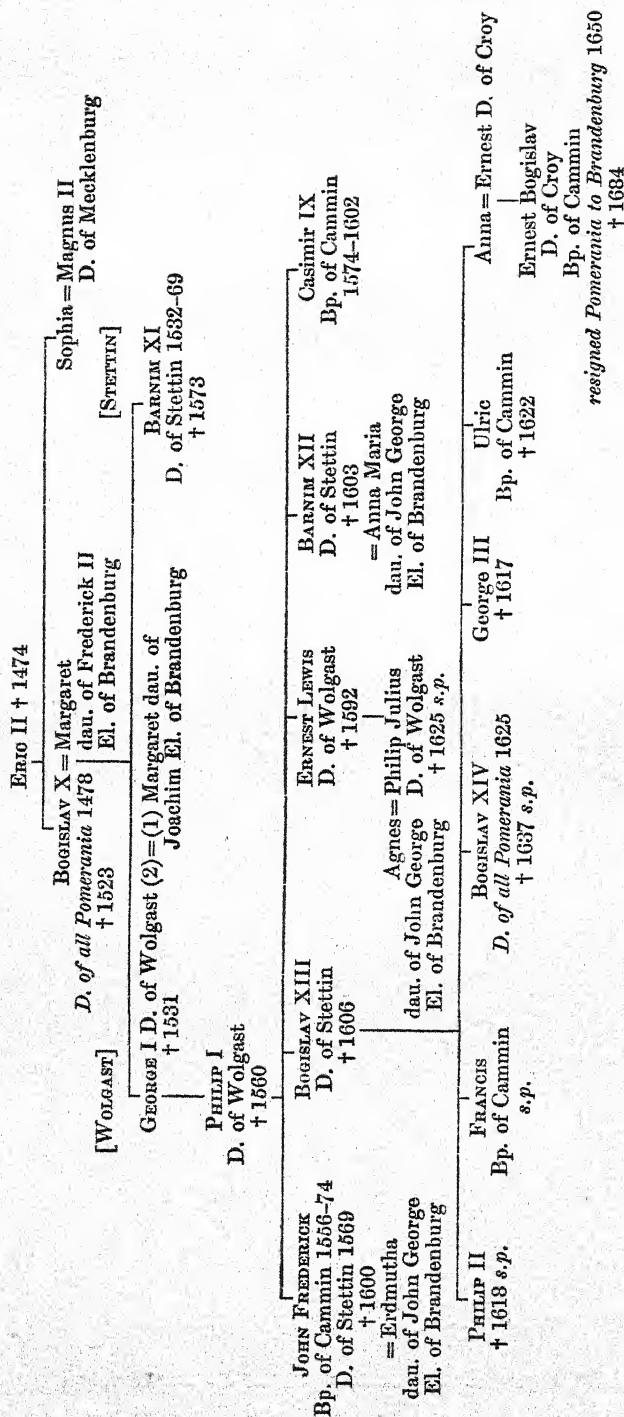 ERIC II † 1474
BOGISLAV X = Margaret
D. of all Pomerania 1478
dau. of Frederick II
† 1523
El. of Brandenburg
Sophia = Magnus II
D. of Mecklenburg
[WOLGAST]
[STETTIN]
GEORGE I D. of Wolgast (2)=(1) Margaret dau. of
† 1531
Joachim El. of Brandenburg
BARNIM XI
D. of Stettin 1532-69
† 1573
PHILIP I
D. of Wolgast
† 1560
JOHN FREDERICK
Bp. of Cammin 1556-74
D. of Stettin 1569
† 1600
= Erdmutha
dau. of John George
El. of Brandenburg
BOGISLAV XIII
D. of Stettin
† 1606
ERNEST LEWIS
D. of Wolgast
† 1592
Agnes = Philip Julius
dau. of John George
D. of Wolgast
El. of Brandenburg
† 1625 s.p.
BARNIM XII
D. of Stettin
† 1603
= Anna Maria
dau. of John George
El. of Brandenburg
Casimir IX
Bp. of Cammin
1574-1602
PHILIP II
† 1618 s.p.
FRANCIS
Bp. of Cammin
s.p.
BOGISLAV XIV
D. of all Pomerania 1625
† 1637 s.p.
George III
† 1617
Ulric
Bp. of Cammin
† 1622
Anna = Ernest D. of Croy
Ernest Bogislav
D. of Croy
Bp. of Cammin
resigned Pomerania to Brandenburg 1650
† 1684